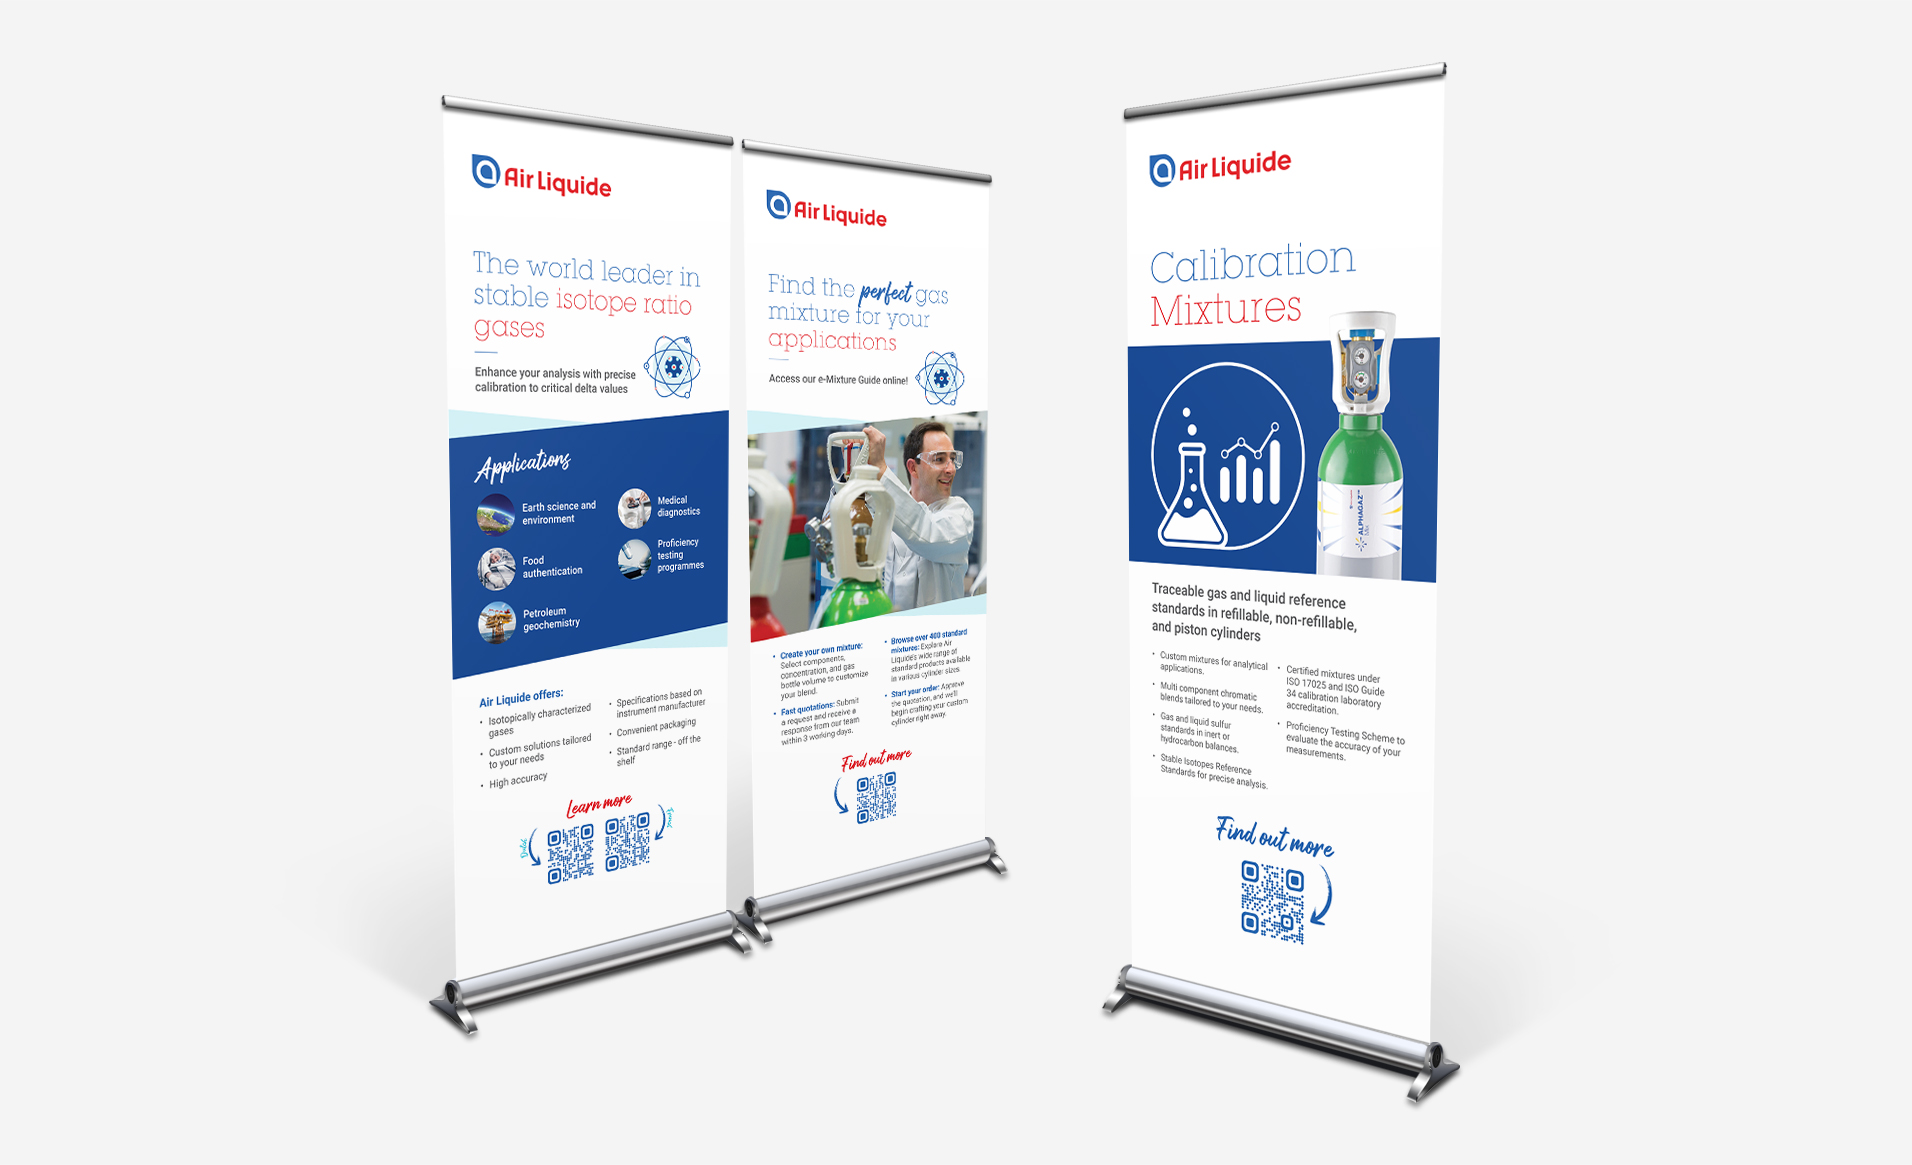 Air Liquide
The world leader in
stable isotope ratio
gases
Enhance your analysis with precise
calibration to critical delta values
Applications
Earth science and
environment
Food
authentication
Petroleum
geochemistry
Medical
diagnostics
Proficiency
testing
programmes
Air Liquide offers:
• Isotopically characterized
gases
• Custom solutions tailored
to your needs
• High accuracy
• Specifications based on
instrument manufacturer
• Convenient packaging
• Standard range - off the
shelf
Learn more
Air Liquide
Find the perfect gas
mixture for your
applications
Access our e-Mixture Guide online!
• Create your own mixture:
Select components,
concentration, and gas
bottle volume to customize
your blend.
• Fast quotations: Submit
a request and receive a
response from our team
within 3 working days.
• Browse over 400 standard
mixtures: Explore Air
Liquide's wide range of
standard products available
in various cylinder sizes.
• Start your order: Approve
the quotation, and we'll
begin crafting your custom
cylinder right away.
Find out more
Air Liquide
Calibration
Mixtures
ALPHAGAZ™
Traceable gas and liquid reference
standards in refillable, non-refillable,
and piston cylinders
• Custom mixtures for analytical
applications.
• Multi component chromatic
blends tailored to your needs.
• Gas and liquid sulfur
standards in inert or
hydrocarbon balances.
• Stable Isotopes Reference
Standards for precise analysis.
• Certified mixtures under
ISO 17025 and ISO Guide
34 calibration laboratory
accreditation.
• Proficiency Testing Scheme to
evaluate the accuracy of your
measurements.
Find out more